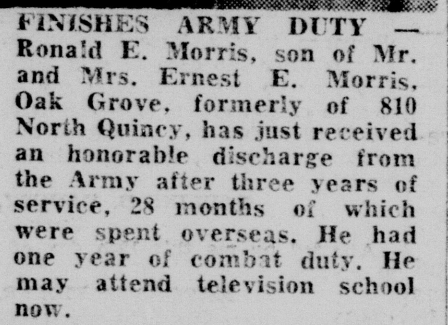 FINISHES ARMY DUTY —
Ronald E. Morris, son of Mr.
and Mrs. Ernest E. Morris,
Oak Grove, formerly of 810
North Quincy, has just received
an honorable discharge from
the Army after three years of
service, 28 months of which
were spent overseas. He had
one year of combat duty. He
may attend television school
now.